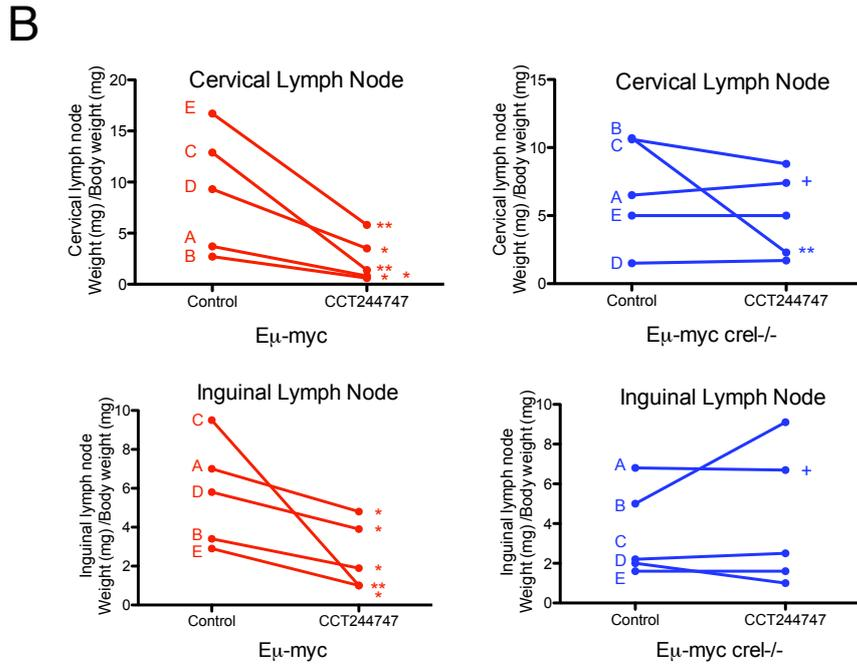 B
Cervical Lymph Node
Cervical lymph node
Weight (mg) /Body weight (mg)
20
15
10
5
0
E
C
D
A
B
**
*
**
* *
Control
CCT244747
Eμ-myc
Cervical Lymph Node
Cervical lymph node
Weight (mg) /Body weight (mg)
15
10
5
0
B
C
A
E
D
+
**
Control
CCT244747
Eμ-myc crel-/-
Inguinal Lymph Node
Inguinal lymph node
Weight (mg) /Body weight (mg)
10
8
6
4
2
0
C
A
D
B
E
*
*
*
**
*
Control
CCT244747
Eμ-myc
Inguinal Lymph Node
Inguinal lymph node
Weight (mg) /Body weight (mg)
10
8
6
4
2
0
A
B
C
D
E
+
Control
CCT244747
Eμ-myc crel-/-